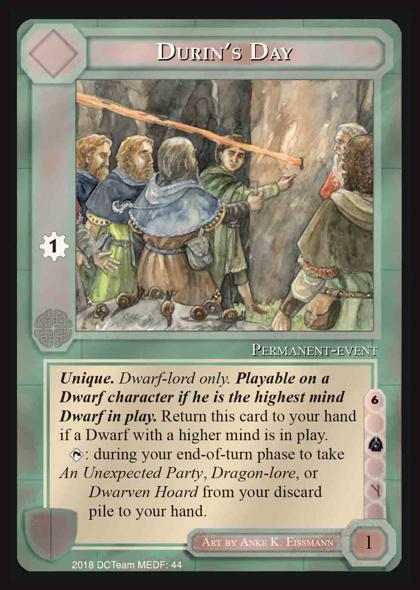 Durin's Day
1
Permanent-event
Unique. Dwarf-lord only. Playable on a
Dwarf character if he is the highest mind
Dwarf in play. Return this card to your hand
if a Dwarf with a higher mind is in play.
: during your end-of-turn phase to take
An Unexpected Party, Dragon-lore, or
Dwarven Hoard from your discard
pile to your hand.
6
Art by Anke K. Eissmann
1
2018 DCTeam MEDF: 44